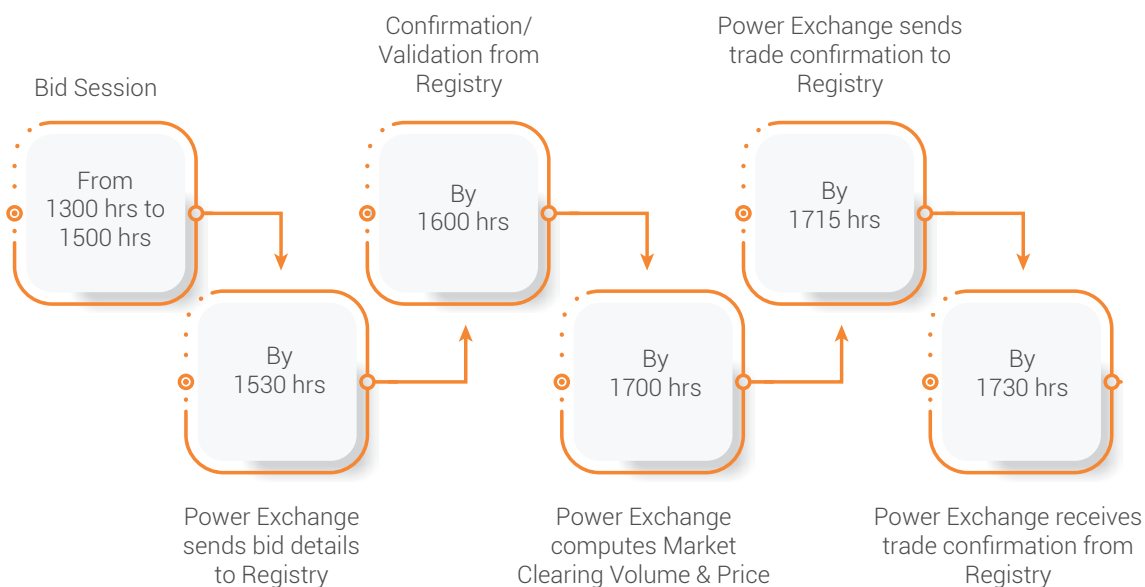 Bid Session
From
1300 hrs to
1500 hrs
By
1530 hrs
Power Exchange
sends bid details
to Registry
Confirmation/
Validation from
Registry
By
1600 hrs
By
1700 hrs
Power Exchange
computes Market
Clearing Volume & Price
Power Exchange sends
trade confirmation to
Registry
By
1715 hrs
By
1730 hrs
Power Exchange receives
trade confirmation from
Registry